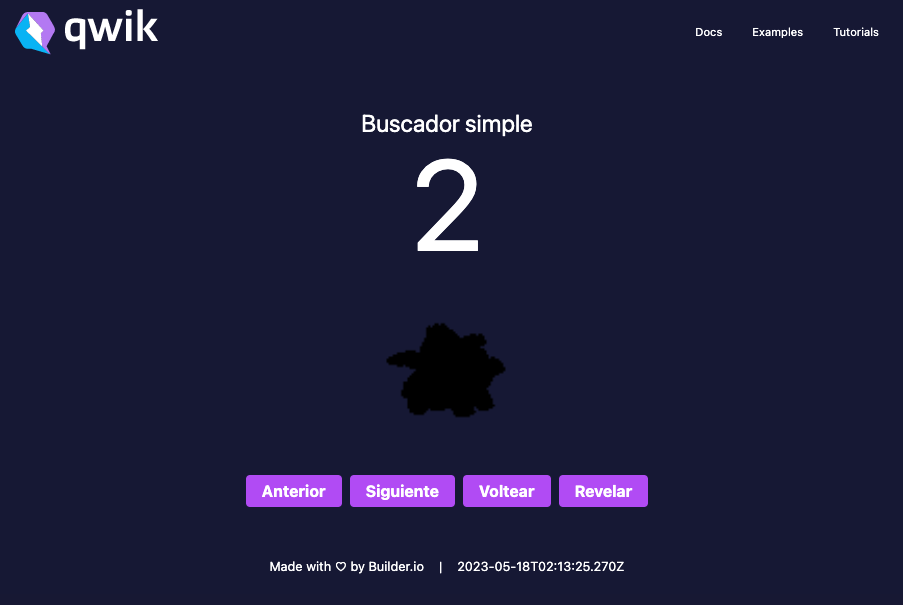 qwik
Docs Examples Tutorials
Buscador simple
2
Anterior Siguiente Voltear Revelar
Made with ♡ by Builder.io | 2023-05-18T02:13:25.270Z